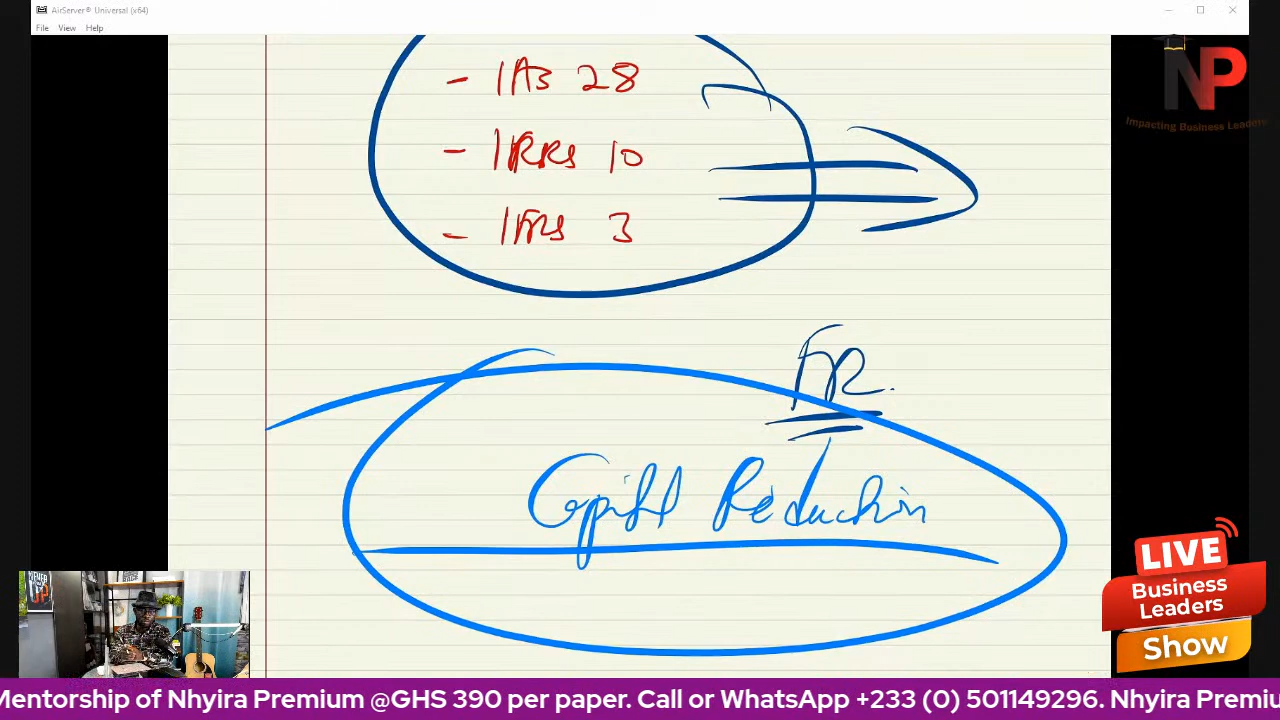 AirServer® Universal (x64)
File View Help
NP
Impacting Business Leaders
- IAS 28
- IFRS 10
- IFRS 3
FR
Capital Reduction
LIVE
Business
Leaders
Show
Mentorship of Nhyira Premium @GHS 390 per paper. Call or WhatsApp +233 (0) 501149296. Nhyira Premiu